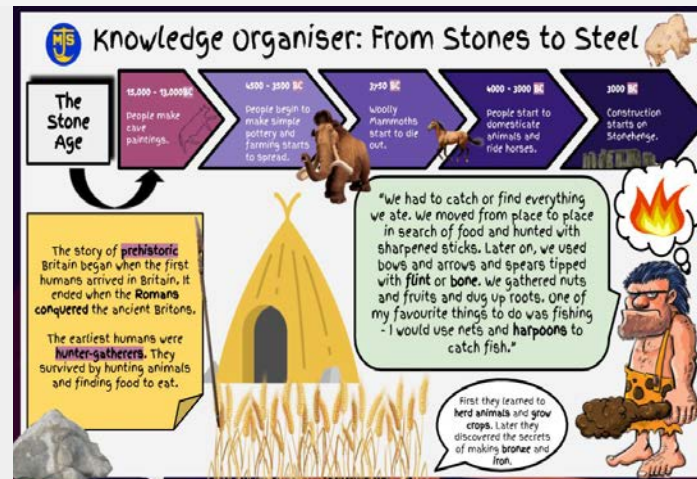 MJS
Knowledge Organiser: From Stones to Steel
The
Stone
Age
15,000 - 13,000BC
People make
cave
paintings.
4500 - 3500 BC
People begin to
make simple
pottery and
farming starts
to spread.
3750 BC
Woolly
Mammoths
start to die
out.
4000 - 3000 BC
People start to
domesticate
animals and
ride horses.
3000 BC
Construction
starts on
Stonehenge.
The story of prehistoric
Britain began when the first
humans arrived in Britain. It
ended when the Romans
conquered the ancient Britons.
The earliest humans were
hunter-gatherers. They
survived by hunting animals
and finding food to eat.
"We had to catch or find everything
we ate. We moved from place to place
in search of food and hunted with
sharpened sticks. Later on, we used
bows and arrows and spears tipped
with flint or bone. We gathered nuts
and fruits and dug up roots. One of
my favourite things to do was fishing
- I would use nets and harpoons to
catch fish."
First they learned to
herd animals and grow
crops. Later they
discovered the secrets
of making bronze and
iron.